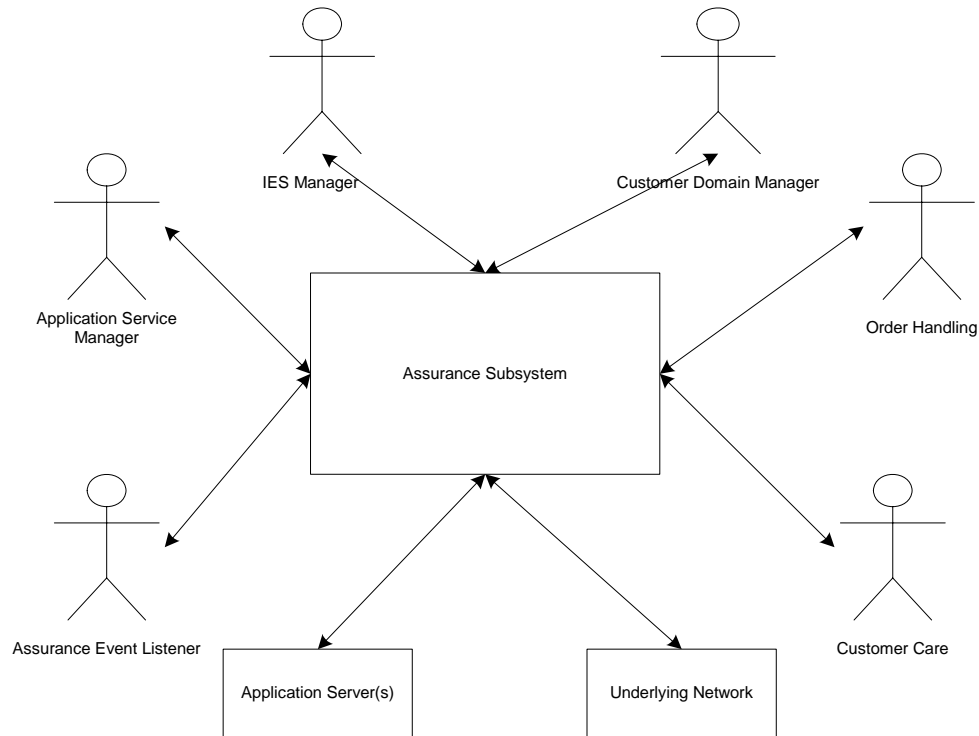 IES Manager
Customer Domain Manager
Application Service
Manager
Order Handling
Assurance Subsystem
Assurance Event Listener
Customer Care
Application Server(s)
Underlying Network